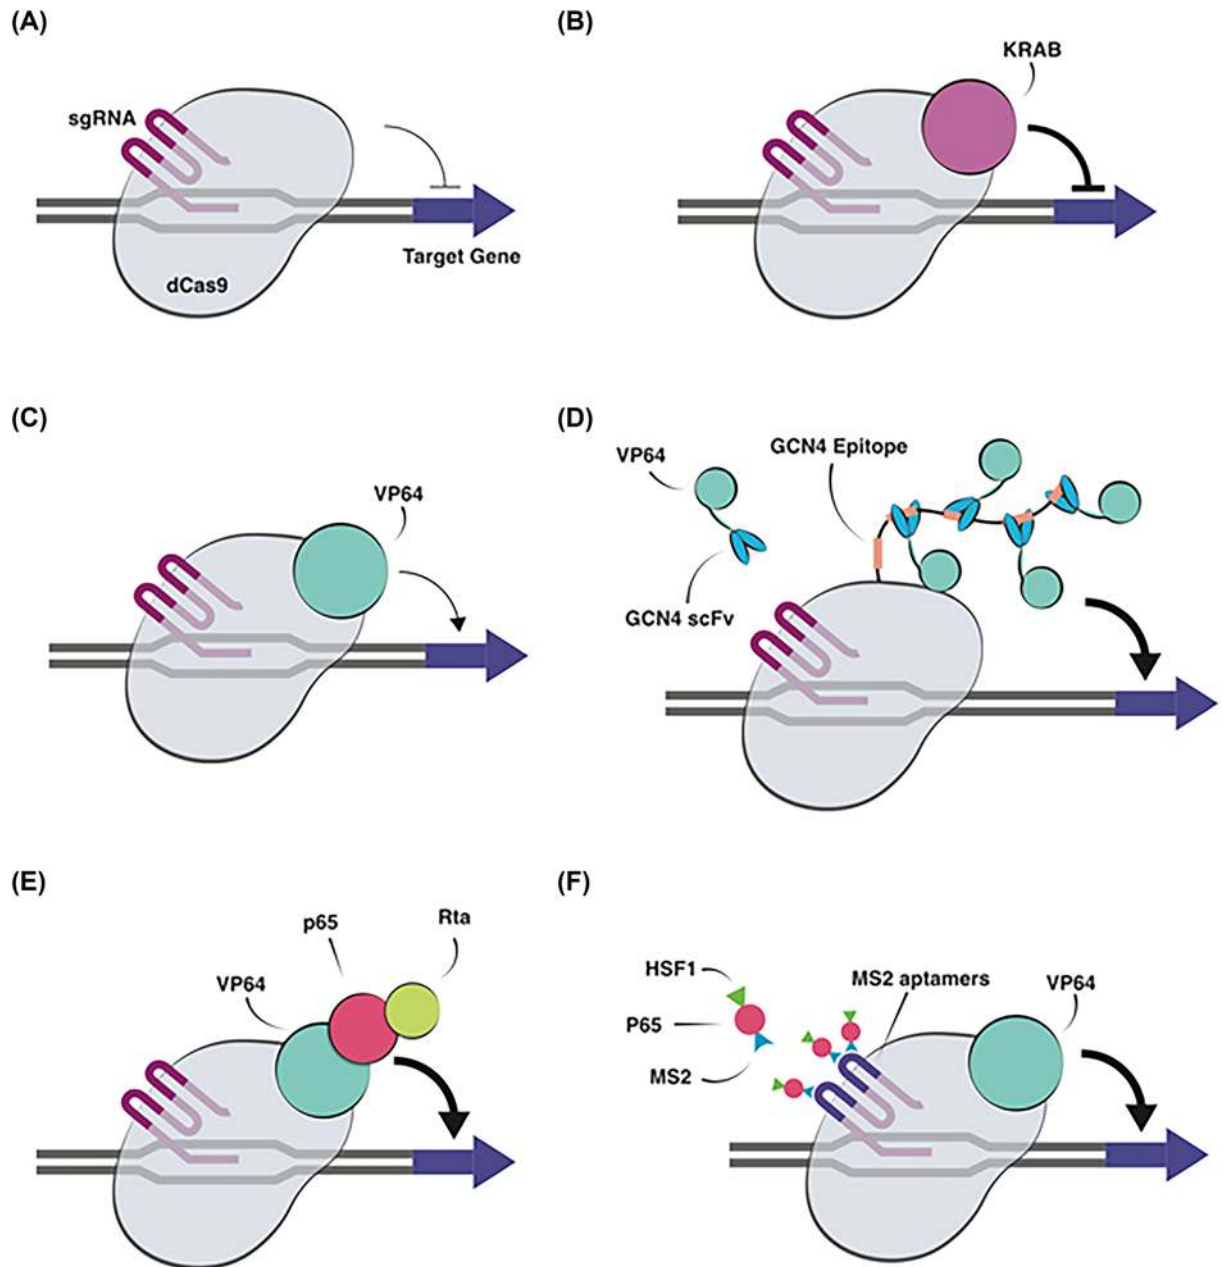 (A)
sgRNA
dCas9
Target Gene
(B)
KRAB
(C)
VP64
(D)
VP64
GCN4 Epitope
GCN4 scFv
(E)
VP64
p65
Rta
(F)
HSF1
P65
MS2
MS2 aptamers
VP64